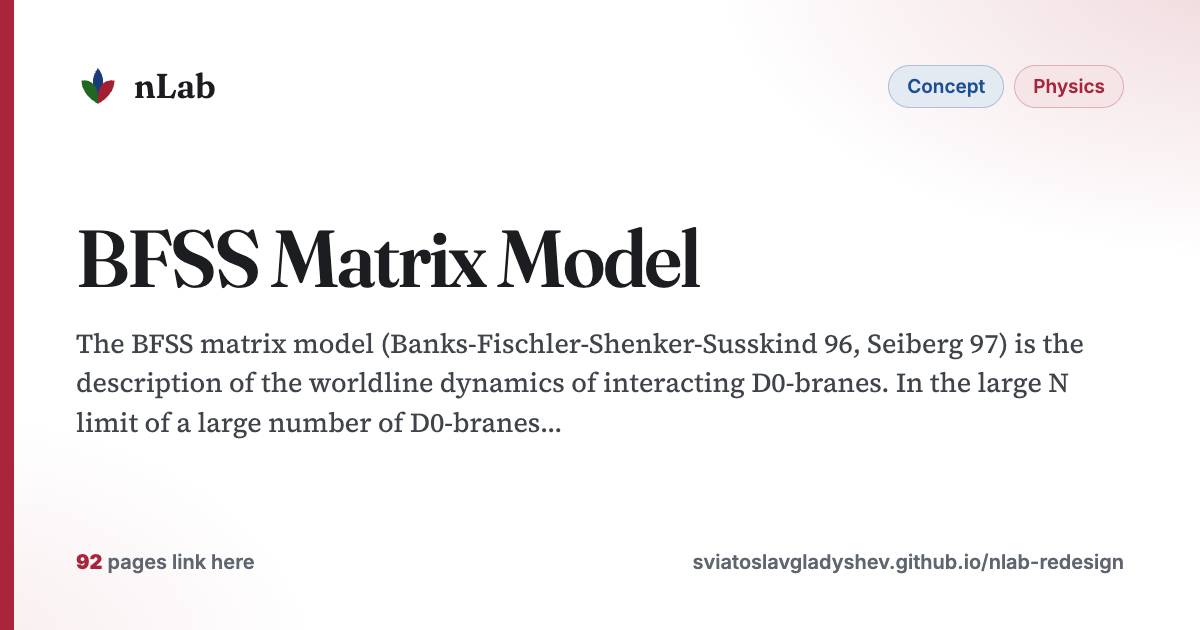 nLab
Concept
Physics
BFSS Matrix Model
The BFSS matrix model (Banks-Fischler-Shenker-Susskind 96, Seiberg 97) is the
description of the worldline dynamics of interacting D0-branes. In the large N
limit of a large number of D0-branes...
92 pages link here
sviatoslavgladyshev.github.io/nlab-redesign